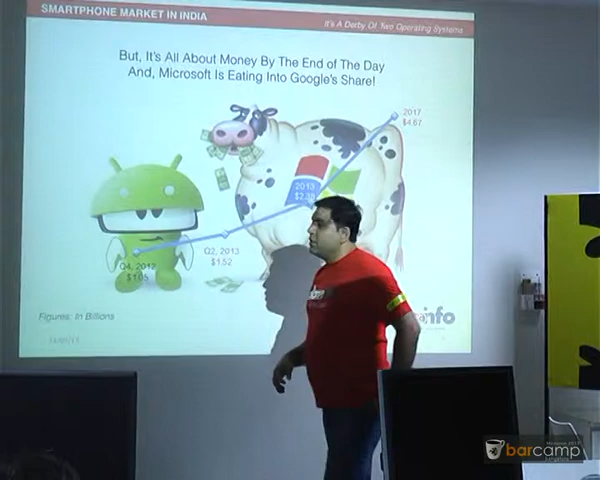 SMARTPHONE MARKET IN INDIA
It's A Derby Of Two Operating Systems
But, It's All About Money By The End of The Day
And, Microsoft Is Eating Into Google's Share!
2017
$4.67
2013
Q2, 2013
$1.52
Q4, 2012
Figures: In Billions
info
barcamp